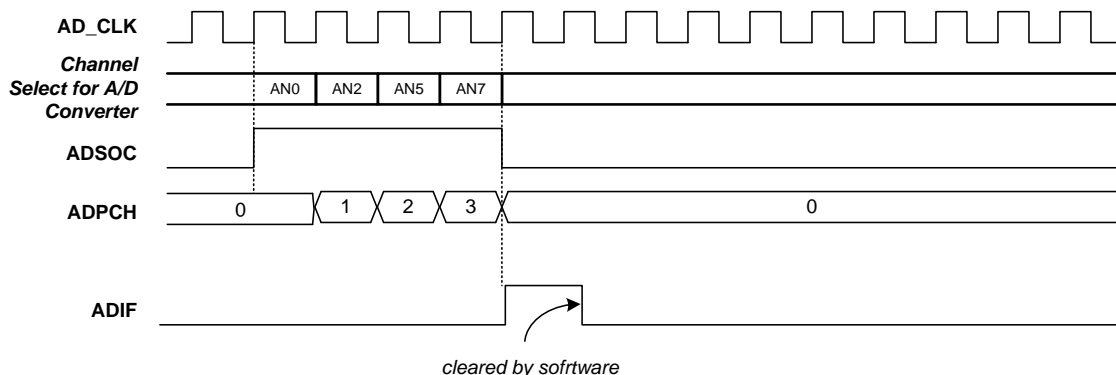 AD_CLK
Channel
Select for A/D
Converter
AN0 AN2 AN5 AN7
ADSOC
ADPCH
0 1 2 3 0
ADIF
cleared by sofrtware